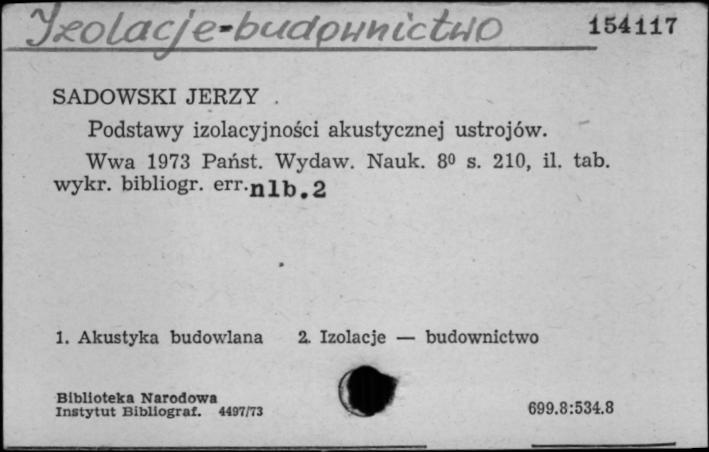 Izolacje-budownictwo 154117
SADOWSKI JERZY
Podstawy izolacyjności akustycznej ustrojów.
Wwa 1973 Państ. Wydaw. Nauk. 8⁰ s. 210, il. tab.
wykr. bibliogr. err. nlb.2
1. Akustyka budowlana 2. Izolacje — budownictwo
Biblioteka Narodowa
Instytut Bibliograf. 4497/73 699.8:534.8